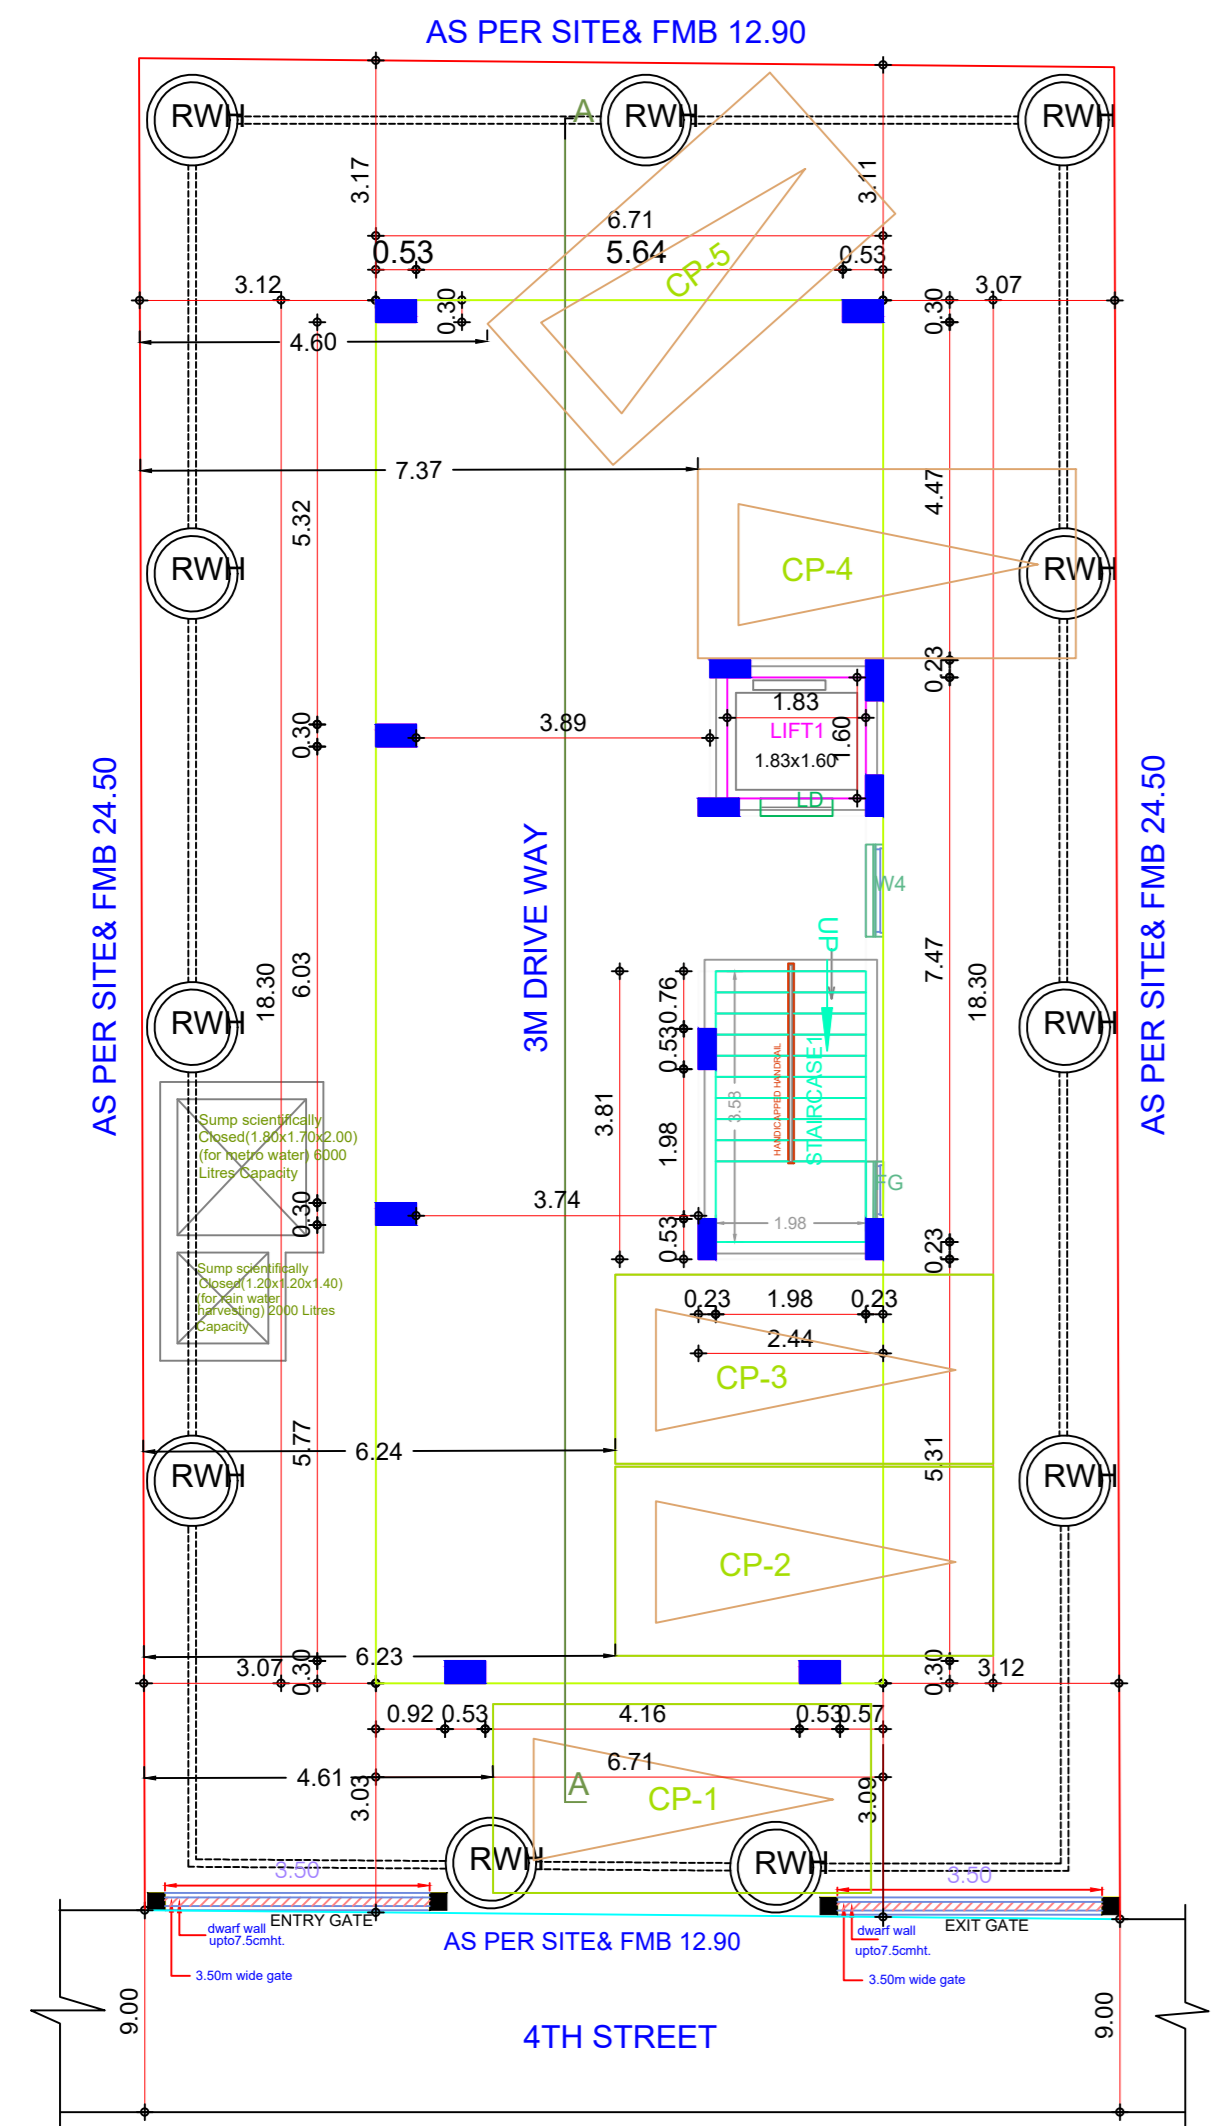 AS PER SITE& FMB 12.90
RWH
A
RWH
RWH
3.17
3.11
6.71
0.53
5.64
0.53
CP-5
3.12
3.07
0.30
0.30
4.60
7.37
4.47
5.32
RWH
CP-4
RWH
0.23
1.83
LIFT1
1.60
1.83x1.60
LD
3.89
0.30
AS PER SITE& FMB 24.50
3M DRIVE WAY
AS PER SITE& FMB 24.50
W4
UP
18.30
6.03
7.47
18.30
RWH
0.76
0.53
HANDICAPPED HANDRAIL
STAIRCASE1
RWH
3.58
3.81
1.98
Sump scientifically
Closed(1.80x1.70x2.00)
(for metro water) 6000
Litres Capacity
FG
0.30
3.74
1.98
0.53
0.23
Sump scientifically
Closed(1.20x1.20x1.40)
(for rain water
harvesting) 2000 Litres
Capacity
0.23
1.98
0.23
2.44
CP-3
5.77
6.24
5.31
RWH
RWH
CP-2
6.23
3.07
0.30
0.30
3.12
0.92
0.53
4.16
0.53
0.57
6.71
4.61
A
CP-1
3.03
3.09
RWH
RWH
3.50
3.50
ENTRY GATE
EXIT GATE
dwarf wall
upto7.5cmht.
AS PER SITE& FMB 12.90
dwarf wall
upto7.5cmht.
3.50m wide gate
3.50m wide gate
9.00
9.00
4TH STREET